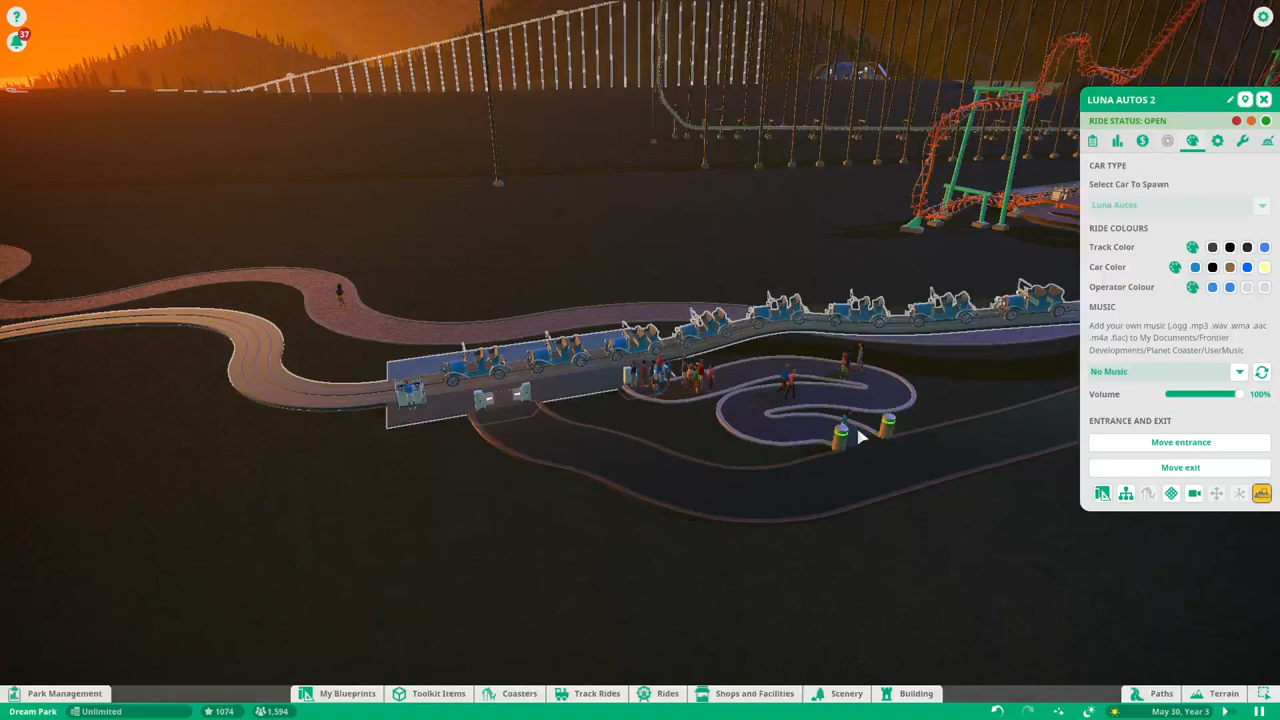 ?
37
LUNA AUTOS 2
RIDE STATUS: OPEN
CAR TYPE
Select Car To Spawn
Luna Autos
RIDE COLOURS
Track Color
Car Color
Operator Colour
MUSIC
Add your own music (.ogg .mp3 .wav .wma .aac
.m4a .flac) to My Documents/Frontier
Developments/Planet Coaster/UserMusic
No Music
Volume 100%
ENTRANCE AND EXIT
Move entrance
Move exit
Park Management My Blueprints Toolkit Items Coasters Track Rides Rides Shops and Facilities Scenery Building Paths Terrain
Dream Park Unlimited 1074 1,594 May 30, Year 3